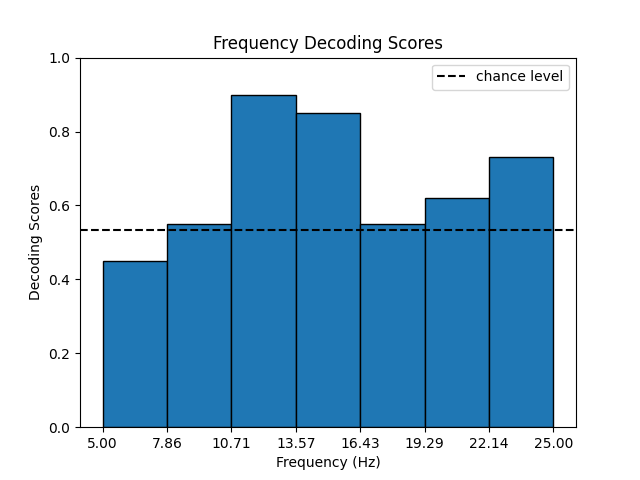 Frequency Decoding Scores
chance level
1.0
0.8
0.6
0.4
0.2
0.0
Decoding Scores
5.00 7.86 10.71 13.57 16.43 19.29 22.14 25.00
Frequency (Hz)